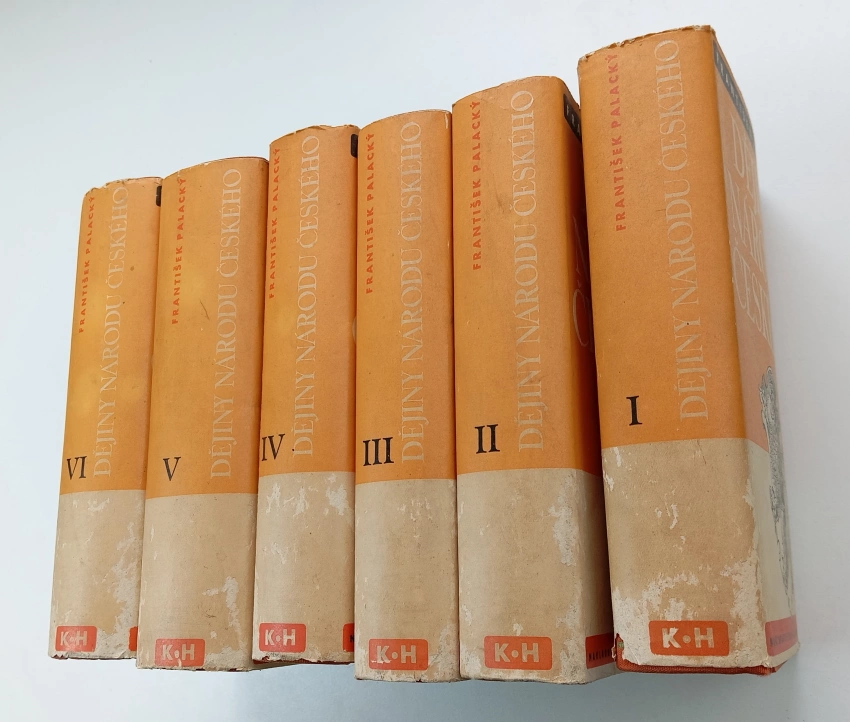 FRANTIŠEK PALACKÝ
DĚJINY NÁRODU ČESKÉHO
VI
K•H
FRANTIŠEK PALACKÝ
DĚJINY NÁRODU ČESKÉHO
V
K•H
FRANTIŠEK PALACKÝ
DĚJINY NÁRODU ČESKÉHO
IV
K•H
FRANTIŠEK PALACKÝ
DĚJINY NÁRODU ČESKÉHO
III
K•H
FRANTIŠEK PALACKÝ
DĚJINY NÁRODU ČESKÉHO
II
K•H
FRANTIŠEK PALACKÝ
DĚJINY NÁRODU ČESKÉHO
I
K•H